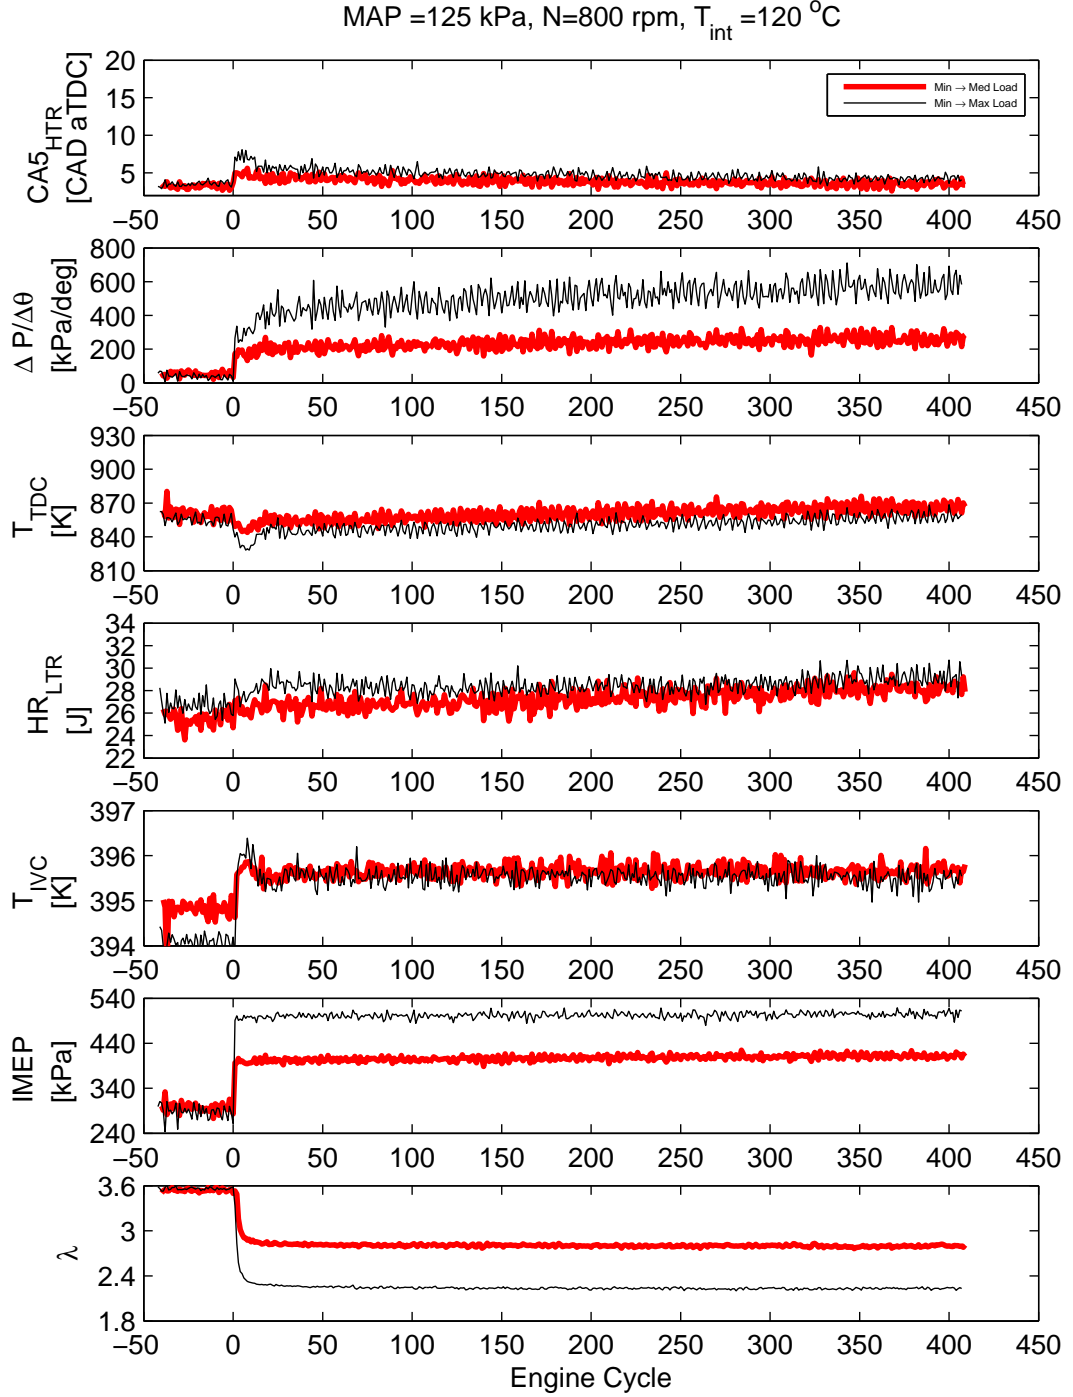 MAP =125 kPa, N=800 rpm, T_int =120 °C
CA5_HTR
[CAD aTDC]
20
15
10
5
Min → Med Load
Min → Max Load
−50 0 50 100 150 200 250 300 350 400 450
Δ P/Δθ
[kPa/deg]
800
600
400
200
0
−50 0 50 100 150 200 250 300 350 400 450
T_TDC
[K]
930
900
870
840
810
−50 0 50 100 150 200 250 300 350 400 450
HR_LTR
[J]
34
32
30
28
26
24
22
−50 0 50 100 150 200 250 300 350 400 450
T_IVC
[K]
397
396
395
394
−50 0 50 100 150 200 250 300 350 400 450
IMEP
[kPa]
540
440
340
240
−50 0 50 100 150 200 250 300 350 400 450
λ
3.6
3
2.4
1.8
−50 0 50 100 150 200 250 300 350 400 450
Engine Cycle